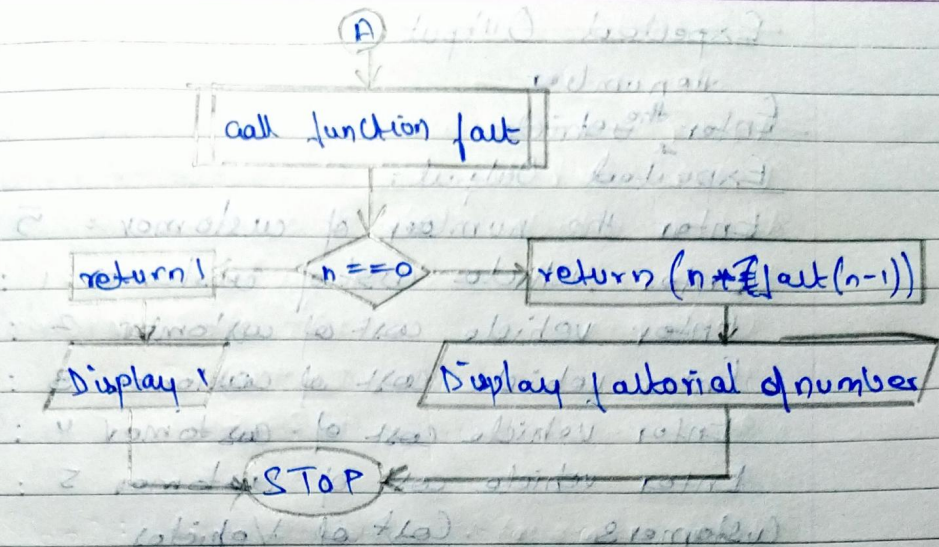 A
call function fact
return 1
n==0
return (n * fact(n-1))
Display 1
Display factorial of number
STOP